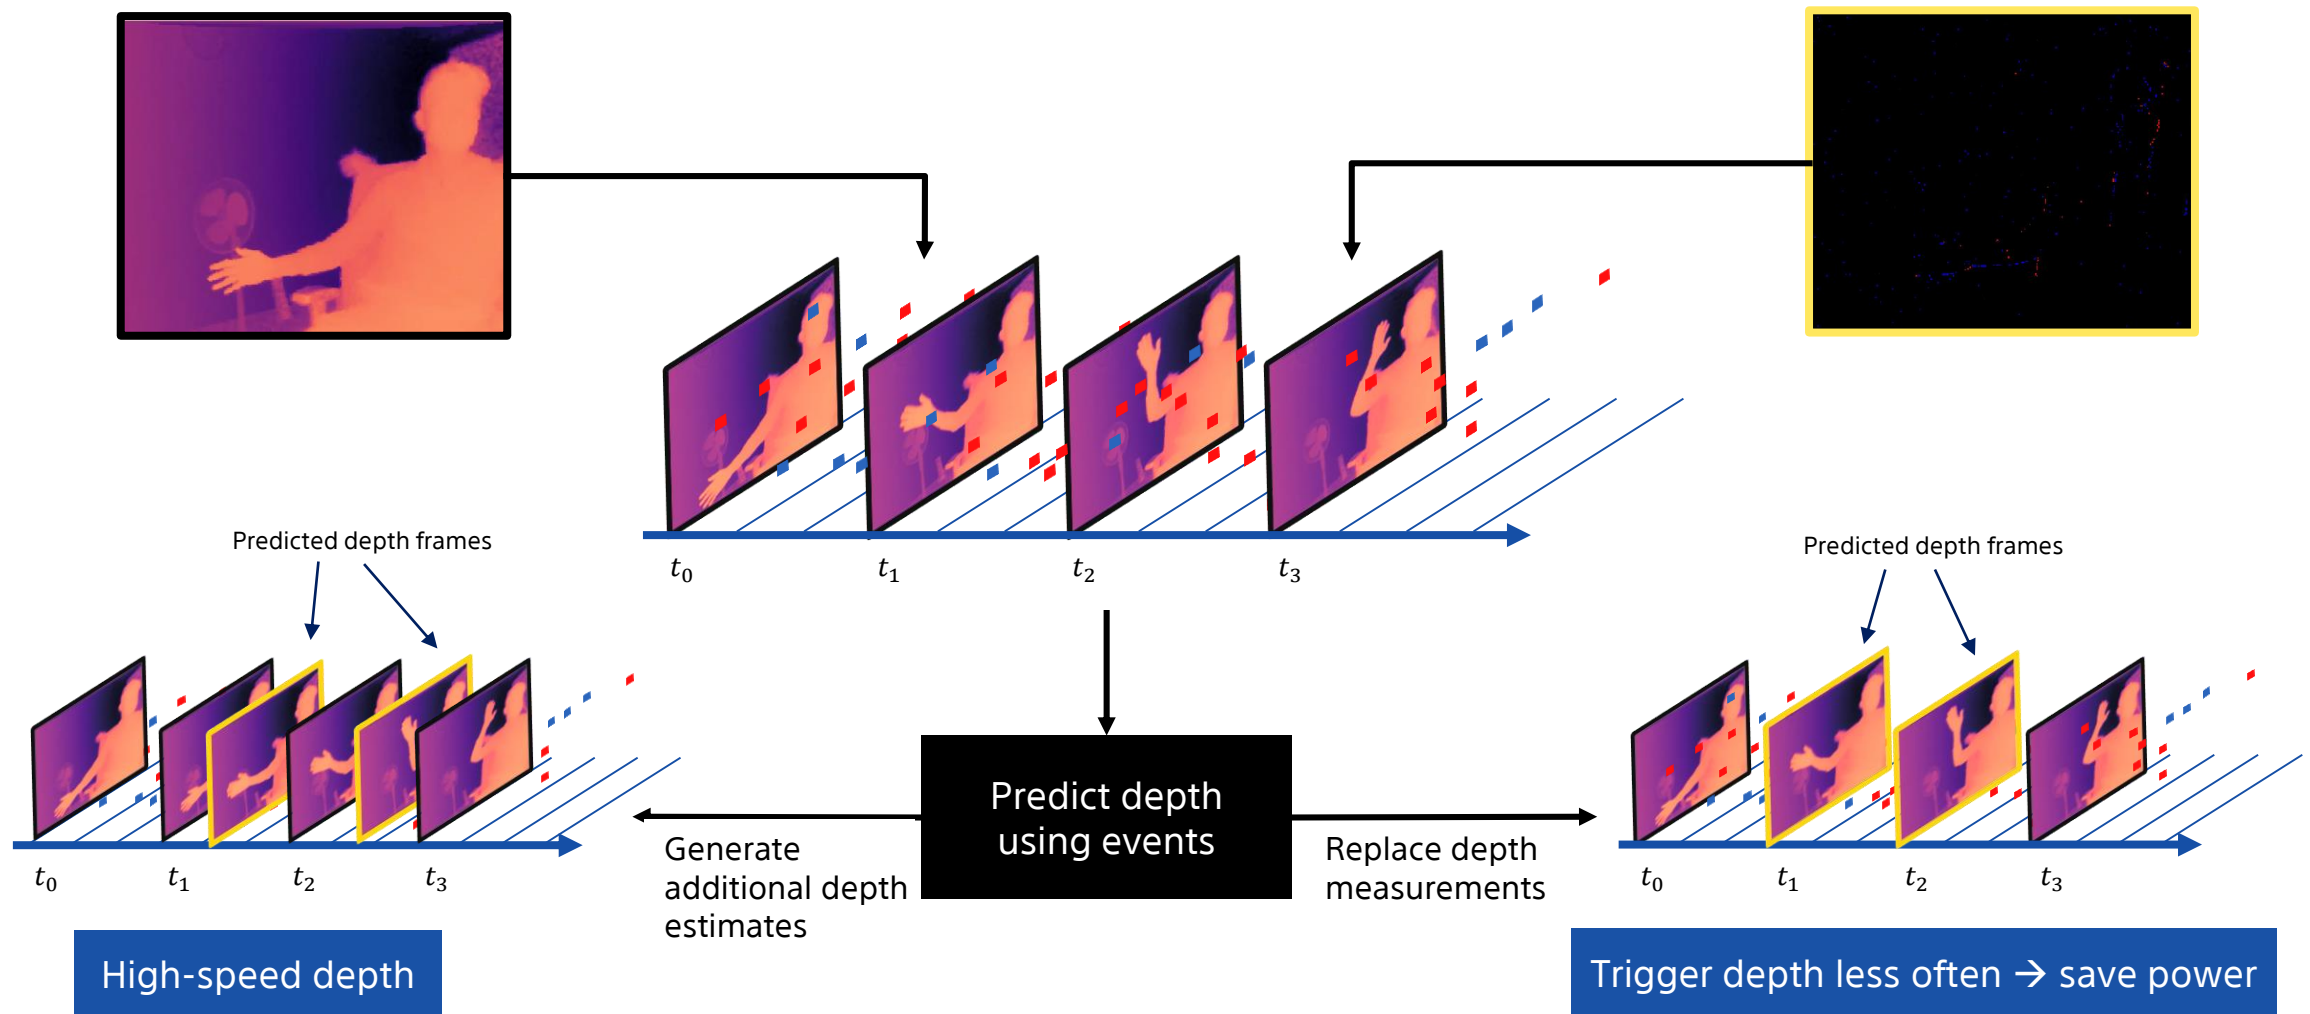 t₀
t₁
t₂
t₃
Predicted depth frames
Predicted depth frames
Predict depth
using events
Generate
additional depth
estimates
Replace depth
measurements
t₀
t₁
t₂
t₃
t₀
t₁
t₂
t₃
High-speed depth
Trigger depth less often → save power